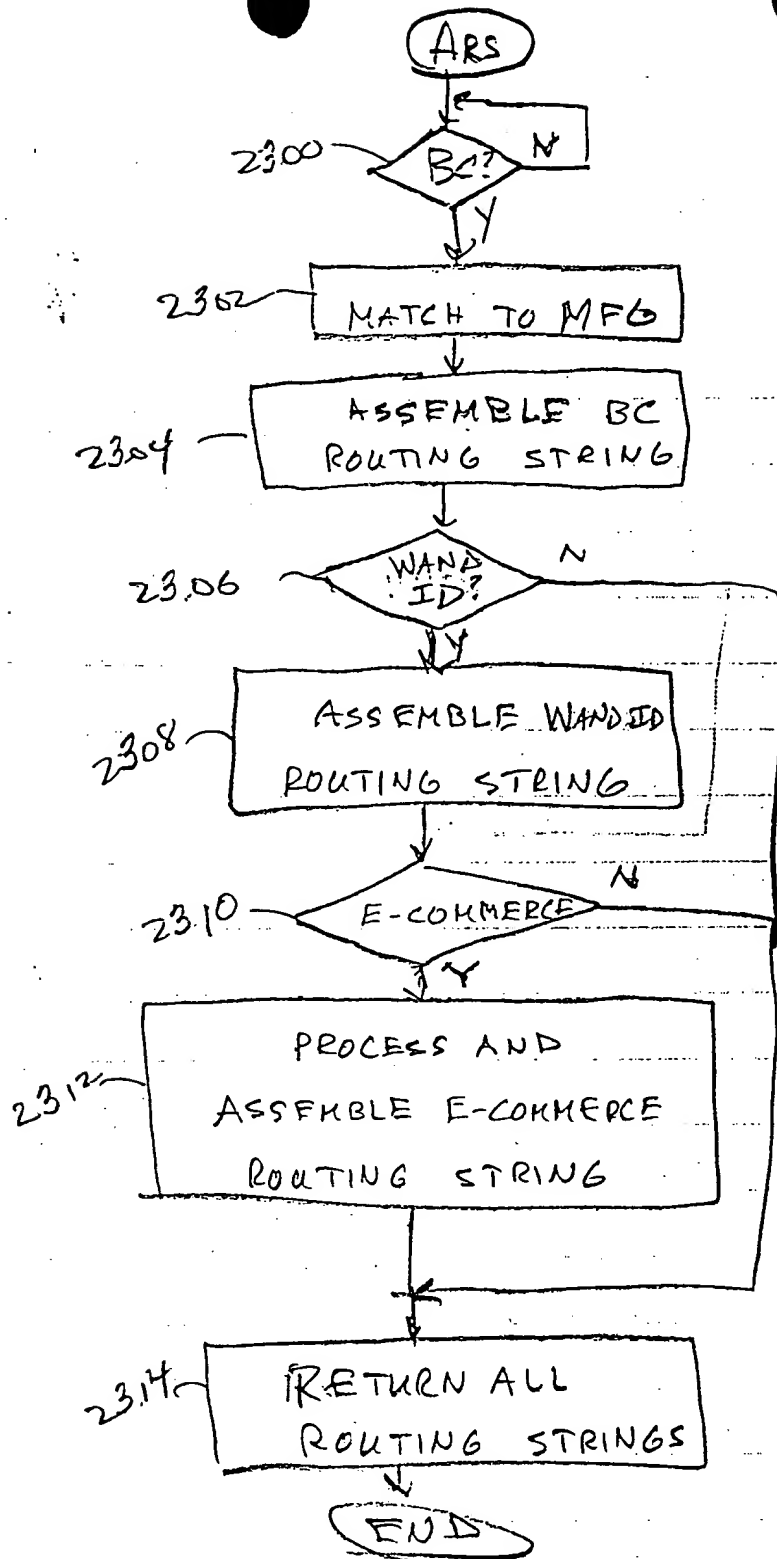 ARS
2300
BC?
N
Y
2302
MATCH TO MFG
2304
ASSEMBLE BC
ROUTING STRING
2306
WAND
ID?
N
Y
2308
ASSEMBLE WAND ID
ROUTING STRING
2310
E-COMMERCE
N
Y
2312
PROCESS AND
ASSEMBLE E-COMMERCE
ROUTING STRING
2314
RETURN ALL
ROUTING STRINGS
END